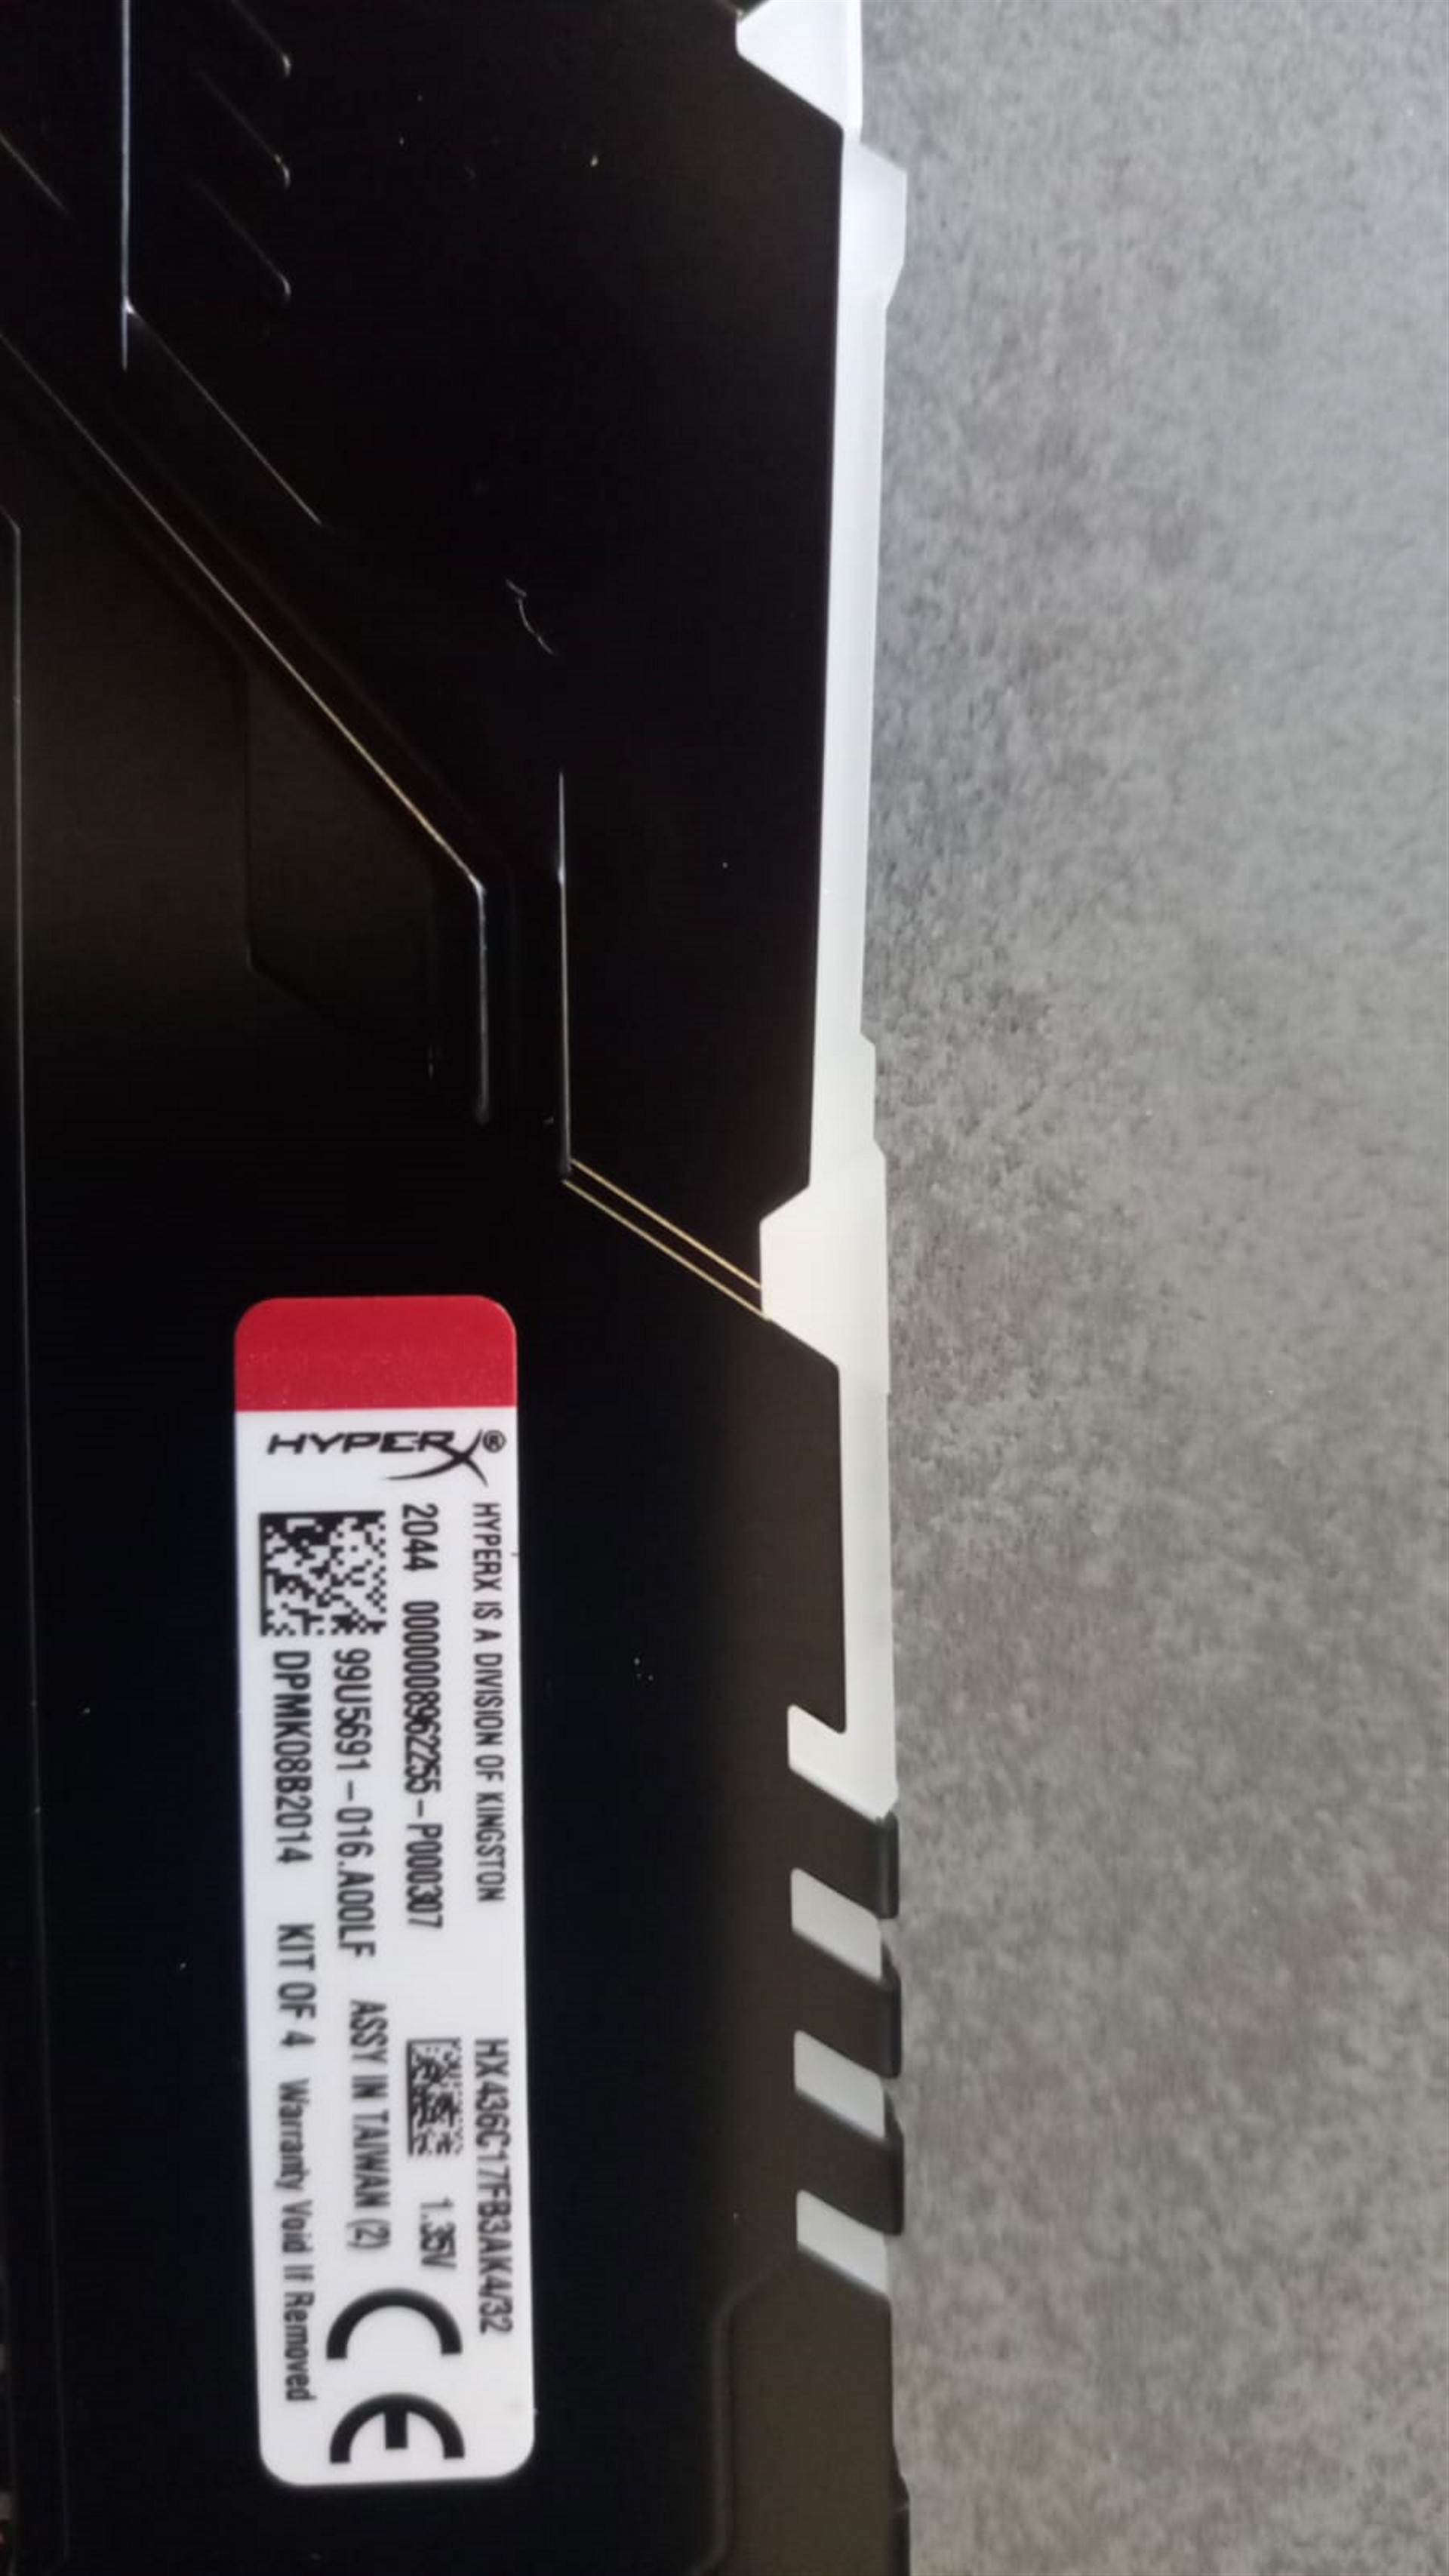 HYPERX®
HYPERX IS A DIVISION OF KINGSTON HX436C17FB3AK4/32
2044 000008962255-P000307 1.35V
99U5691-016.A00LF ASSY IN TAIWAN (2)
DPMK08B2014 KIT OF 4 Warranty Void If Removed
CE